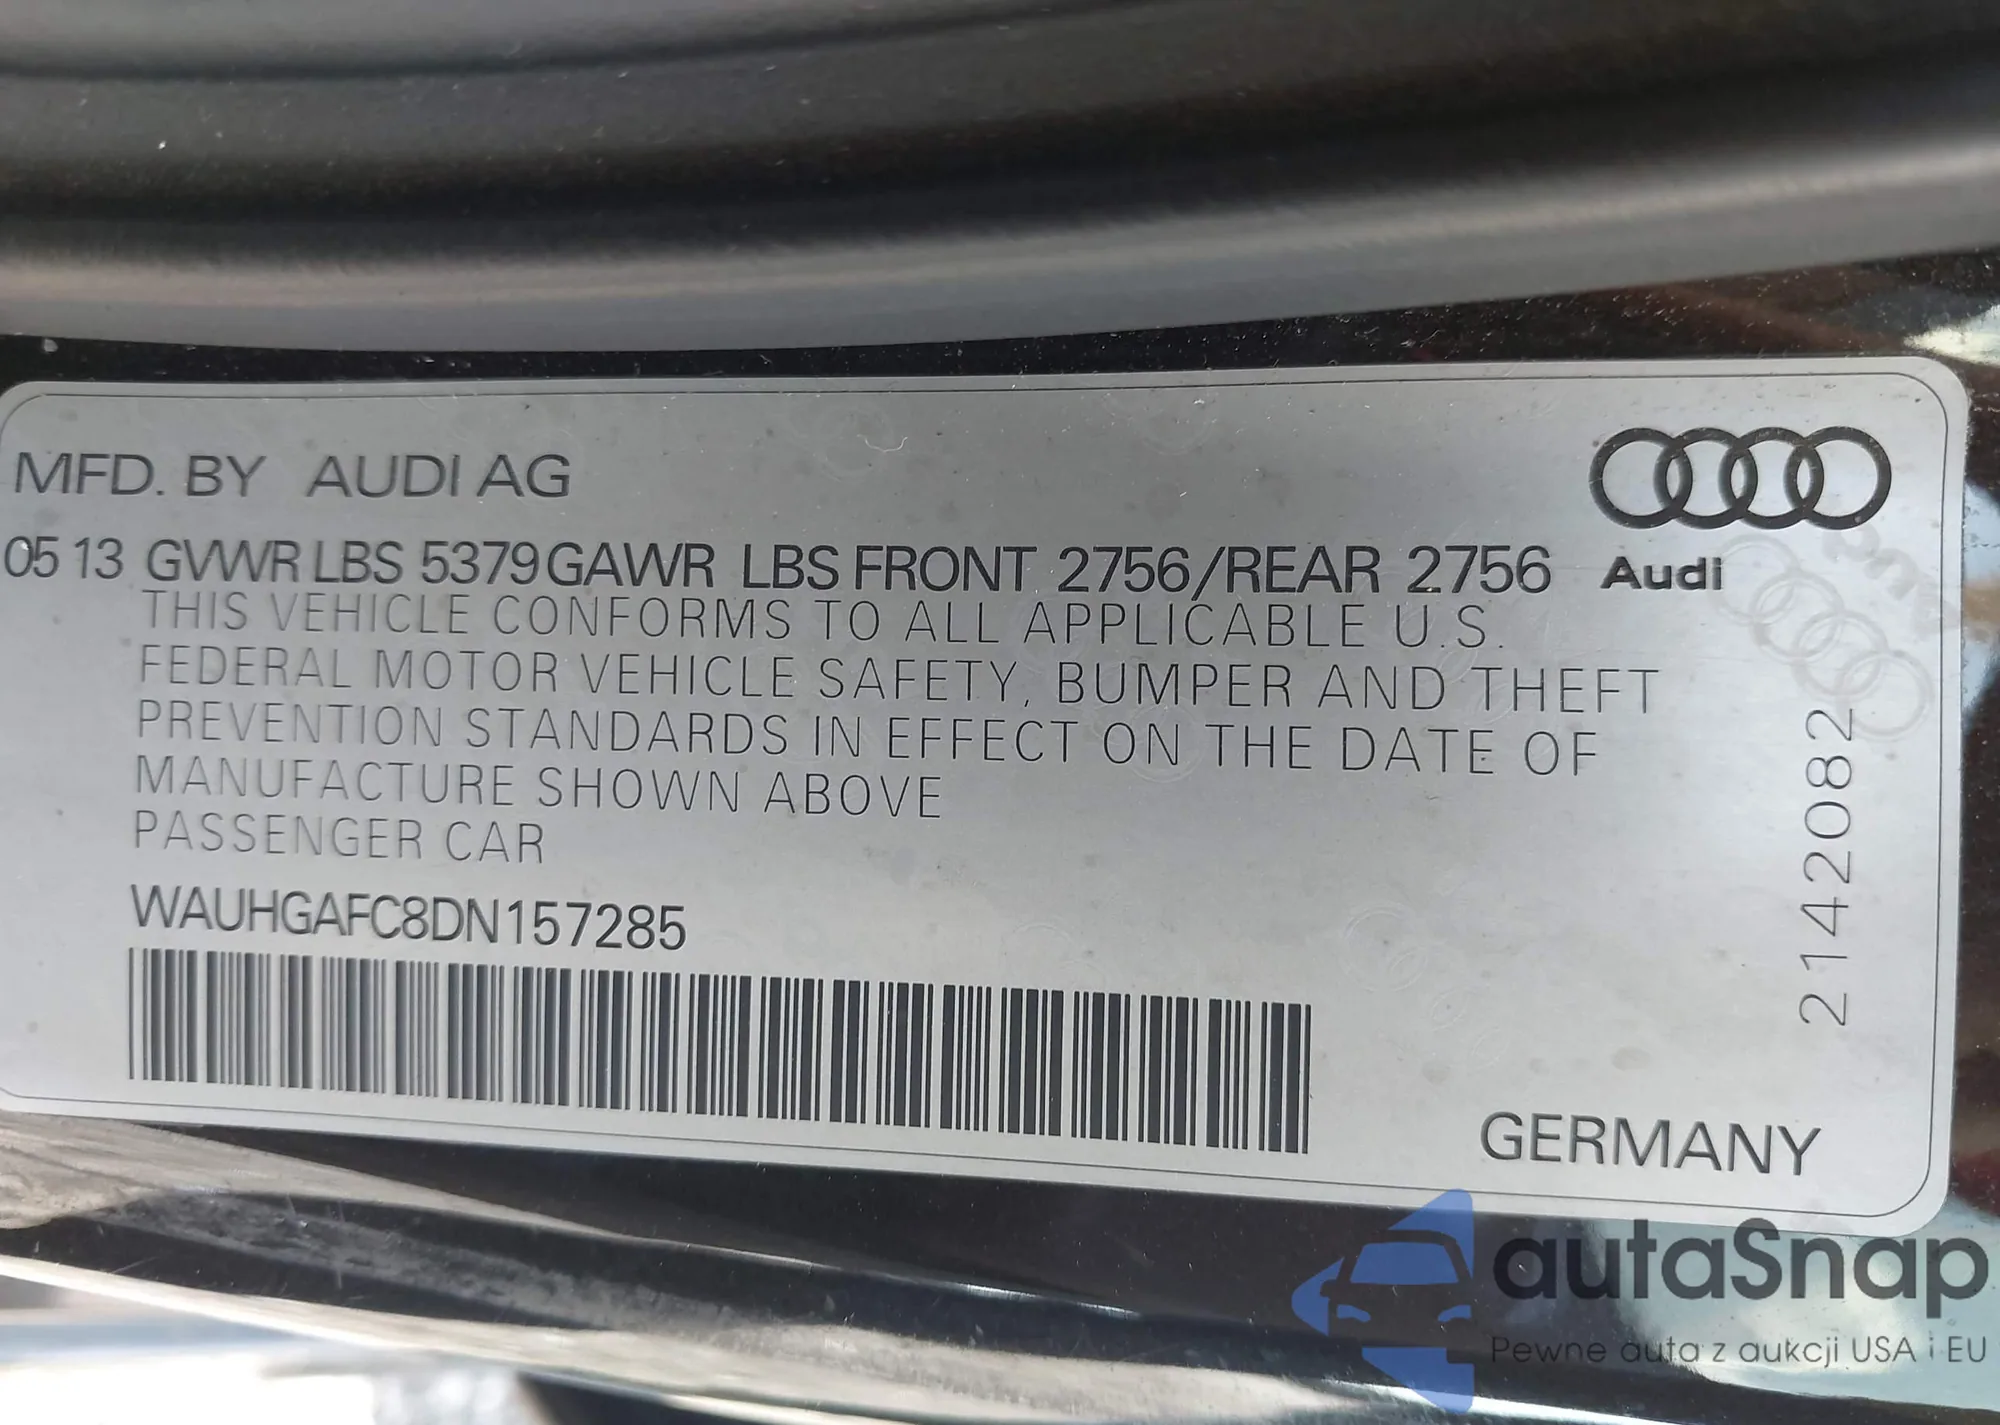 MFD. BY AUDI AG
05 13 GVWR LBS 5379 GAWR LBS FRONT 2756/REAR 2756
Audi
THIS VEHICLE CONFORMS TO ALL APPLICABLE U.S.
FEDERAL MOTOR VEHICLE SAFETY, BUMPER AND THEFT
PREVENTION STANDARDS IN EFFECT ON THE DATE OF
MANUFACTURE SHOWN ABOVE
PASSENGER CAR
WAUHGAFC8DN157285
2142082
GERMANY
autaSnap
Pewne auta z aukcji USA i EU